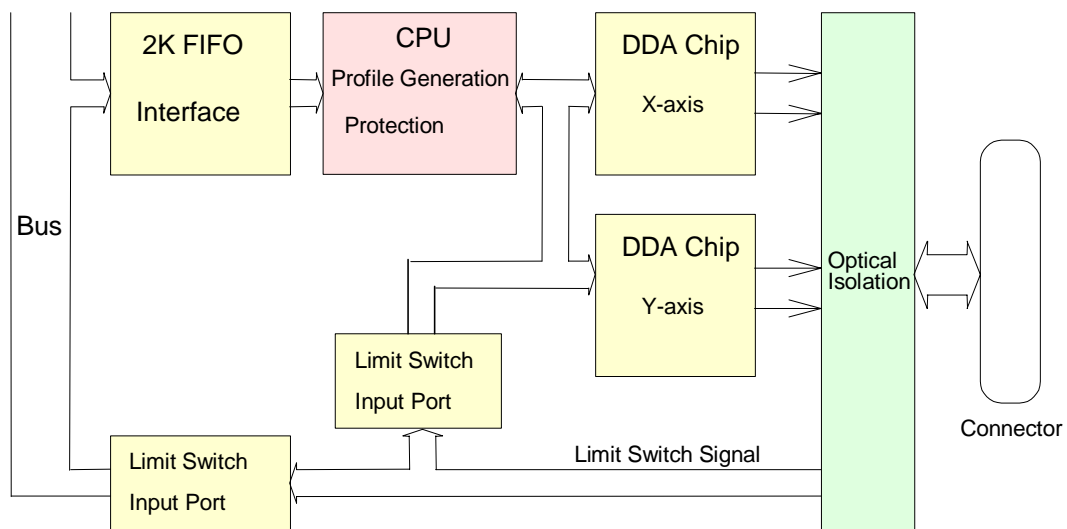 2K FIFO
Interface
CPU
Profile Generation
Protection
DDA Chip
X-axis
Bus
DDA Chip
Y-axis
Optical
Isolation
Limit Switch
Input Port
Connector
Limit Switch Signal
Limit Switch
Input Port